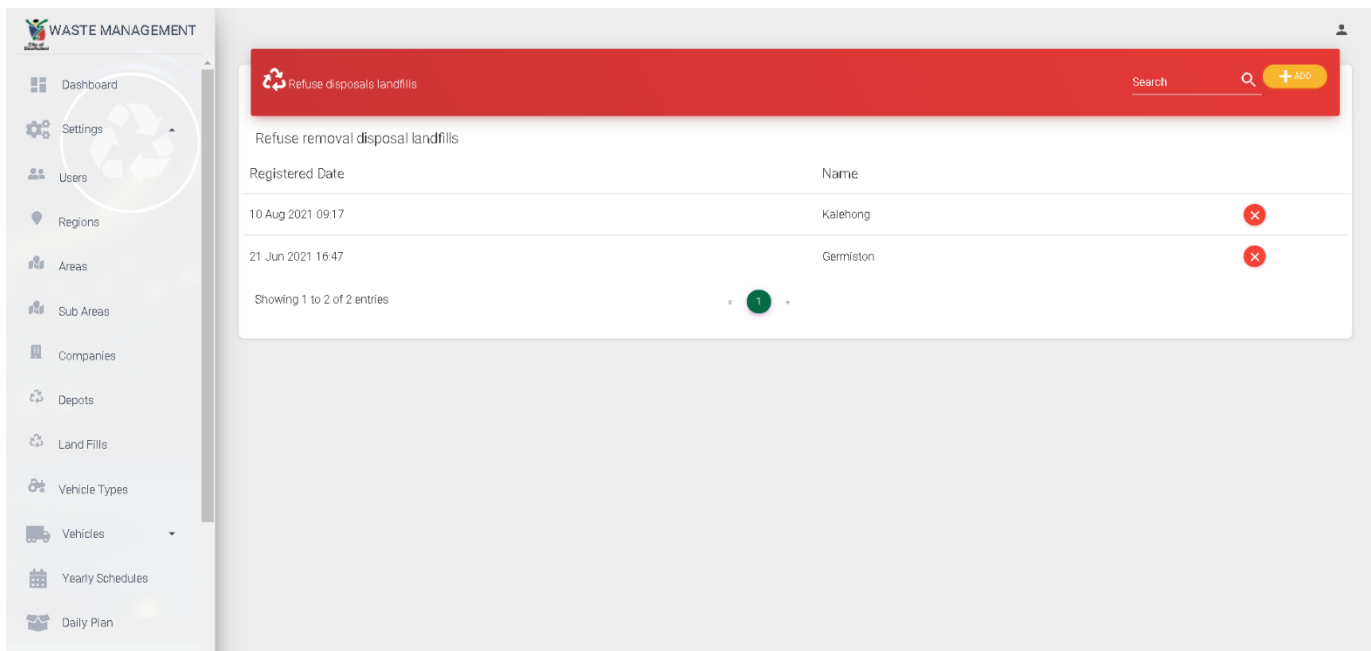 WASTE MANAGEMENT
City of
Dashboard
Settings
Users
Regions
Areas
Sub Areas
Companies
Depots
Land Fills
Vehicle Types
Vehicles
Yearly Schedules
Daily Plan
Refuse disposals landfills
Search
ADD
Refuse removal disposal landfills
Registered Date Name
10 Aug 2021 09:17 Kalehong
21 Jun 2021 16:47 Germiston
Showing 1 to 2 of 2 entries
« 1 »